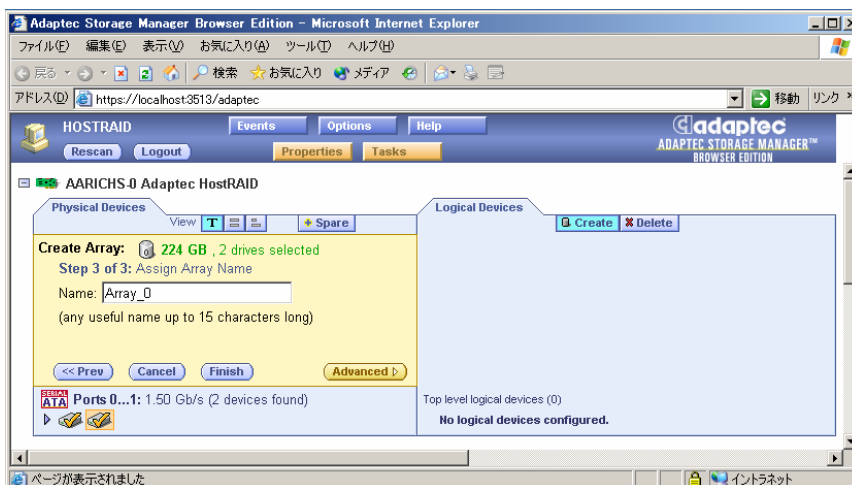 Adaptec Storage Manager Browser Edition - Microsoft Internet Explorer
ファイル(F) 編集(E) 表示(V) お気に入り(A) ツール(T) ヘルプ(H)
戻る 検索 お気に入り メディア
アドレス(D) https://localhost:3513/adaptec 移動 リンク »
HOSTRAID Events Options Help adaptec
Rescan Logout Properties Tasks ADAPTEC STORAGE MANAGER™
BROWSER EDITION
AARICHS-0 Adaptec HostRAID
Physical Devices Logical Devices
View T + Spare Create Delete
Create Array: 224 GB , 2 drives selected
Step 3 of 3: Assign Array Name
Name: Array_0
(any useful name up to 15 characters long)
<< Prev Cancel Finish Advanced
SERIAL ATA Ports 0...1: 1.50 Gb/s (2 devices found)
Top level logical devices (0)
No logical devices configured.
ページが表示されました イントラネット